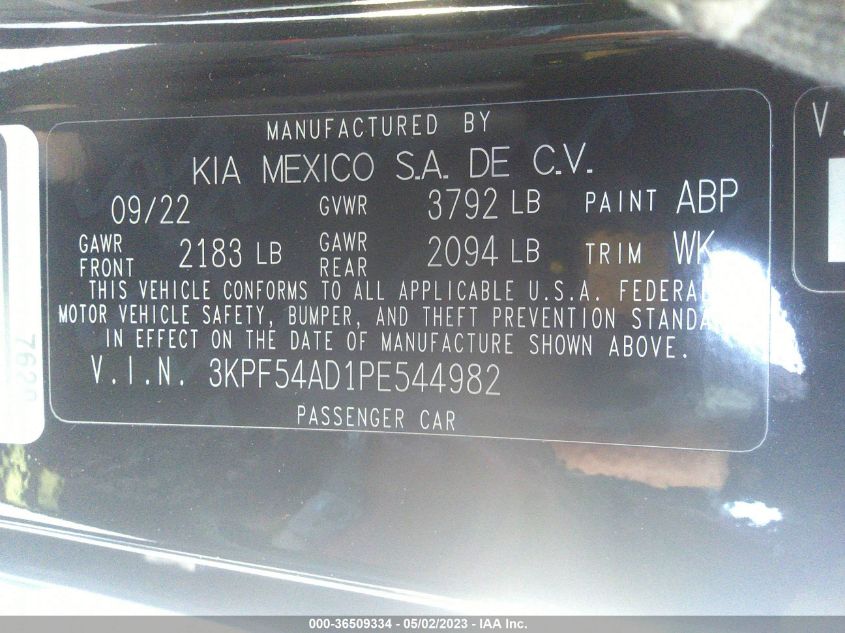 MANUFACTURED BY
KIA MEXICO S.A. DE C.V.
09/22 GVWR 3792 LB PAINT ABP
GAWR FRONT 2183 LB GAWR REAR 2094 LB TRIM WK
THIS VEHICLE CONFORMS TO ALL APPLICABLE U.S.A. FEDERA
MOTOR VEHICLE SAFETY, BUMPER, AND THEFT PREVENTION STANDA
IN EFFECT ON THE DATE OF MANUFACTURE SHOWN ABOVE.
V.I.N. 3KPF54AD1PE544982
PASSENGER CAR
V.
000-36509334 - 05/02/2023 - IAA Inc.